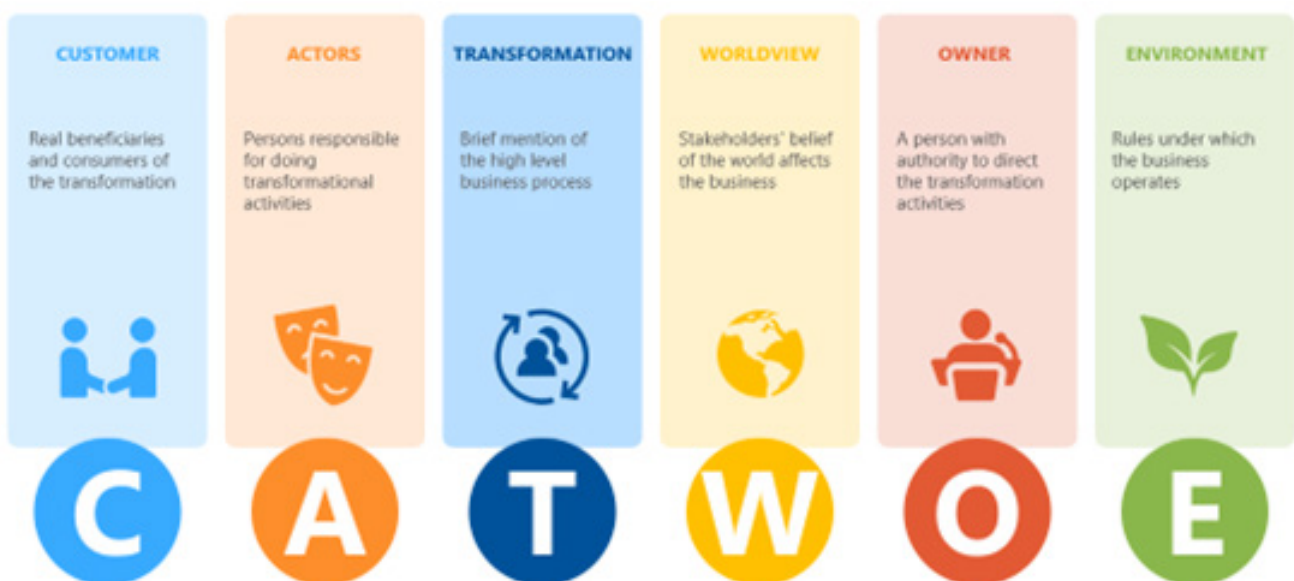 CUSTOMER
Real beneficiaries
and consumers of
the transformation
C
ACTORS
Persons responsible
for doing
transformational
activities
A
TRANSFORMATION
Brief mention of
the high level
business process
T
WORLDVIEW
Stakeholders' belief
of the world affects
the business
W
OWNER
A person with
authority to direct
the transformation
activities
O
ENVIRONMENT
Rules under which
the business
operates
E